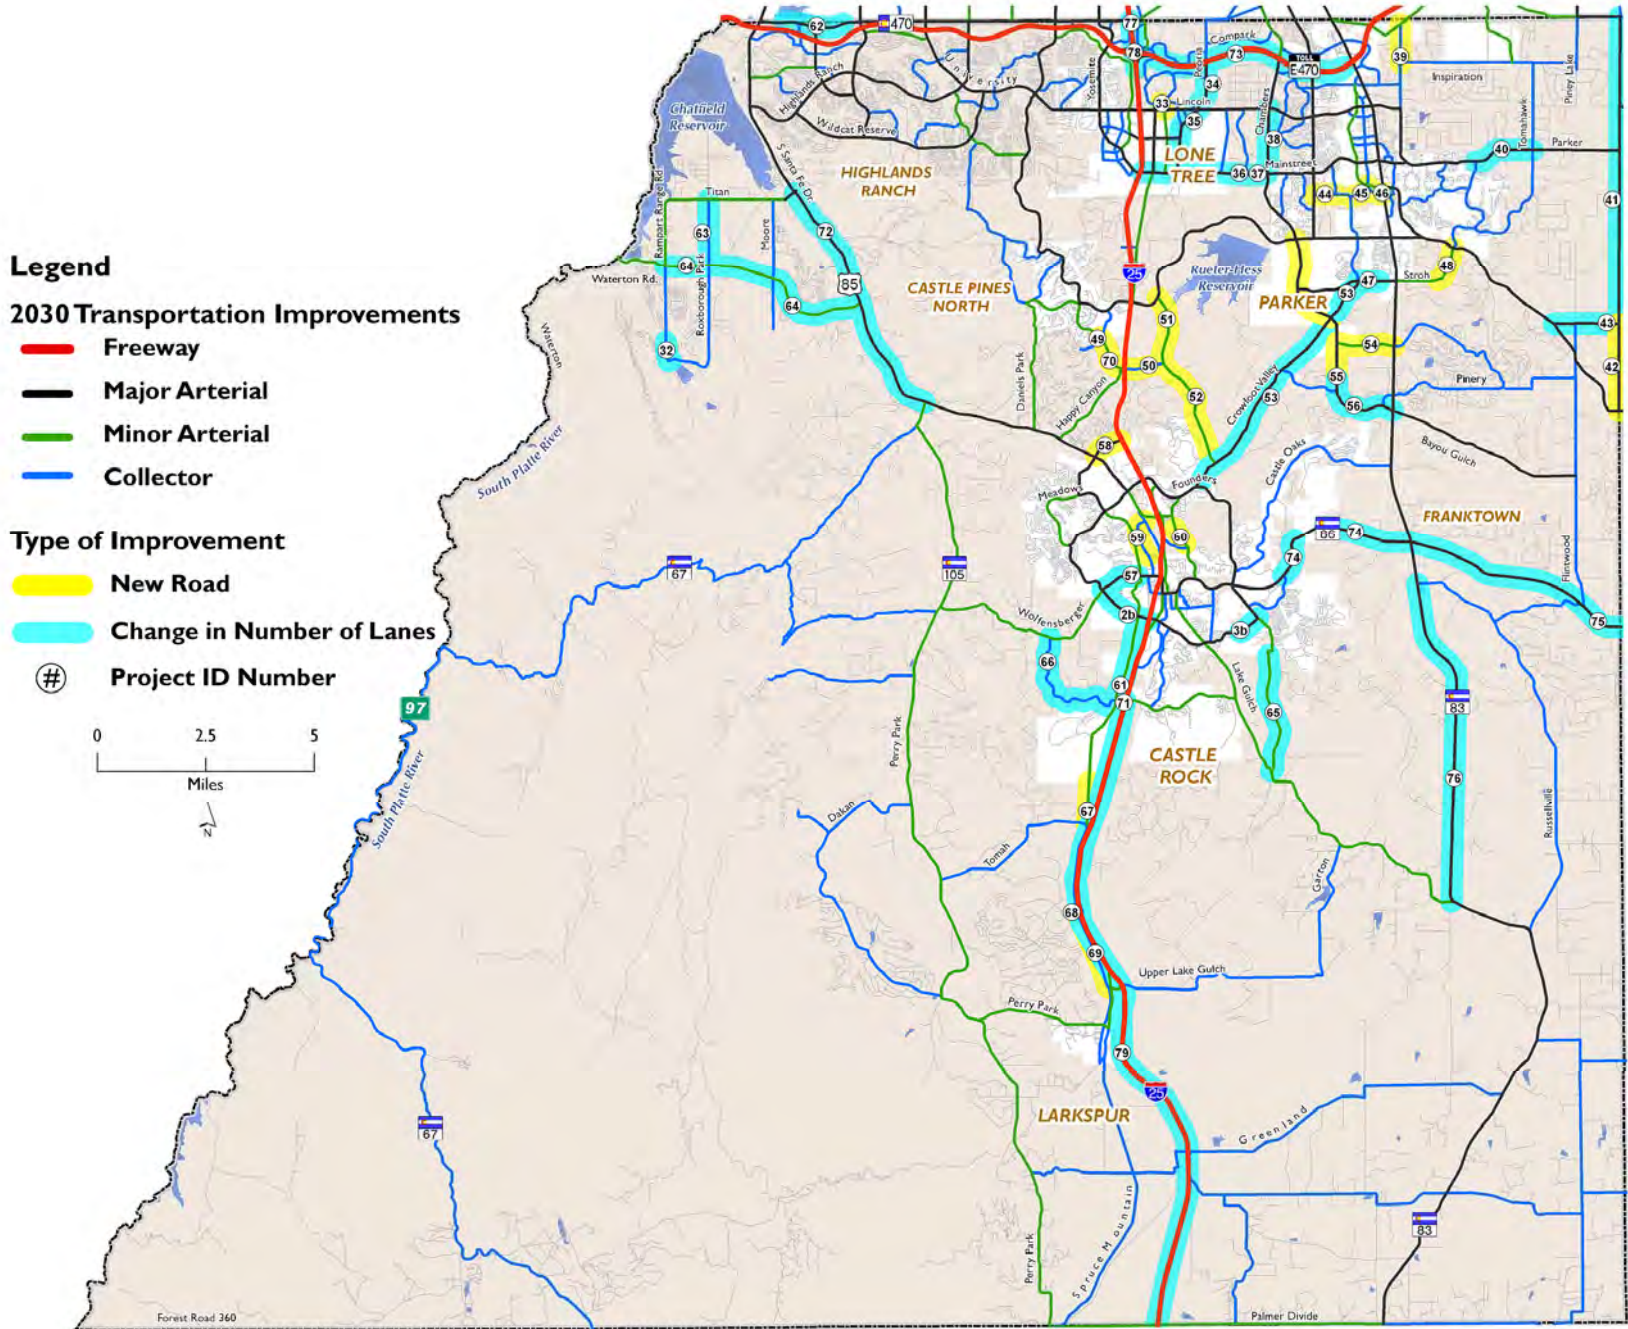 Legend
2030 Transportation Improvements
Freeway
Major Arterial
Minor Arterial
Collector
Type of Improvement
New Road
Change in Number of Lanes
# Project ID Number
0 2.5 5
Miles
N
62
470
77
78
Compark
73
TOLL
E-470
39
Inspiration
Piney Lake
University
Highlands Ranch
Yosemite
Peoria
34
33
Lincoln
35
Chambers
38
Tomahawk
Chatfield
Reservoir
Wildcat Reserve
LONE
TREE
Mainstreet
36
37
40
Parker
S Santa Fe Dr
HIGHLANDS
RANCH
44
45
46
41
Rampart Range Rd
Titan
63
Moore
72
64
Waterton Rd.
Roxborough Park
64
85
25
Rueter-Hess
Reservoir
Stroh
48
47
53
PARKER
CASTLE PINES
NORTH
Waterton
32
51
49
70
50
43
54
42
Daniels Park
Happy Canyon
52
Crowfoot Valley
53
55
56
Pinery
South Platte River
58
Castle Oaks
Bayou Gulch
Meadows
Founders
59
60
86
74
FRANKTOWN
74
Flintwood
67
105
57
Wolfensberger
2b
3b
75
66
61
71
Lake Gulch
65
83
97
Perry Park
CASTLE
ROCK
76
South Platte River
Dakan
67
Tomah
Russellville
Garton
68
69
Upper Lake Gulch
Perry Park
79
25
LARKSPUR
Greenland
67
Spruce Mountain
Perry Park
83
Forest Road 360
Palmer Divide